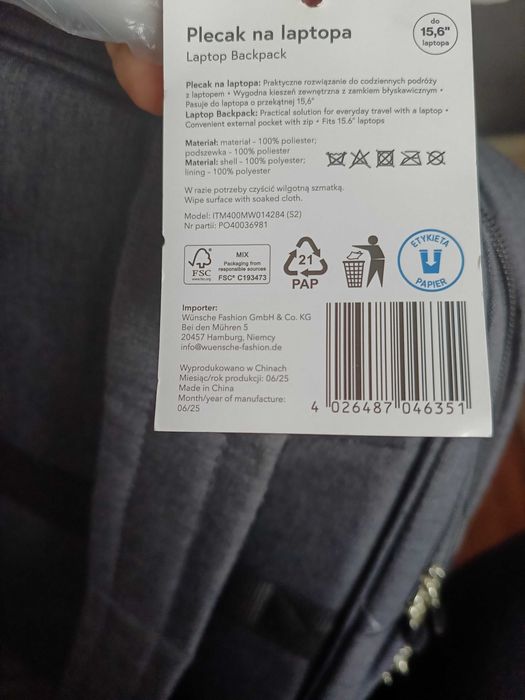 Plecak na laptopa
Laptop Backpack
do
15,6"
laptopa
Plecak na laptopa: Praktyczne rozwiązanie do codziennych podróży
z laptopem • Wygodna kieszeń zewnętrzna z zamkiem błyskawicznym •
Pasuje do laptopa o przekątnej 15,6"
Laptop Backpack: Practical solution for everyday travel with a laptop •
Convenient external pocket with zip • Fits 15.6" laptops
Materiał: materiał - 100% poliester;
podszewka - 100% poliester
Material: shell - 100% polyester;
lining - 100% polyester
W razie potrzeby czyścić wilgotną szmatką.
Wipe surface with soaked cloth.
Model: ITM400MW014284 (S2)
Nr partii: PO40036981
FSC
www.fsc.org
MIX
Packaging from
responsible sources
FSC® C193473
21
PAP
ETYKIETA
PAPIER
Importer:
Wünsche Fashion GmbH & Co. KG
Bei den Mühren 5
20457 Hamburg, Niemcy
info@wuensche-fashion.de
Wyprodukowano w Chinach
Miesiąc/rok produkcji: 06/25
Made in China
Month/year of manufacture:
06/25
4 026487 046351